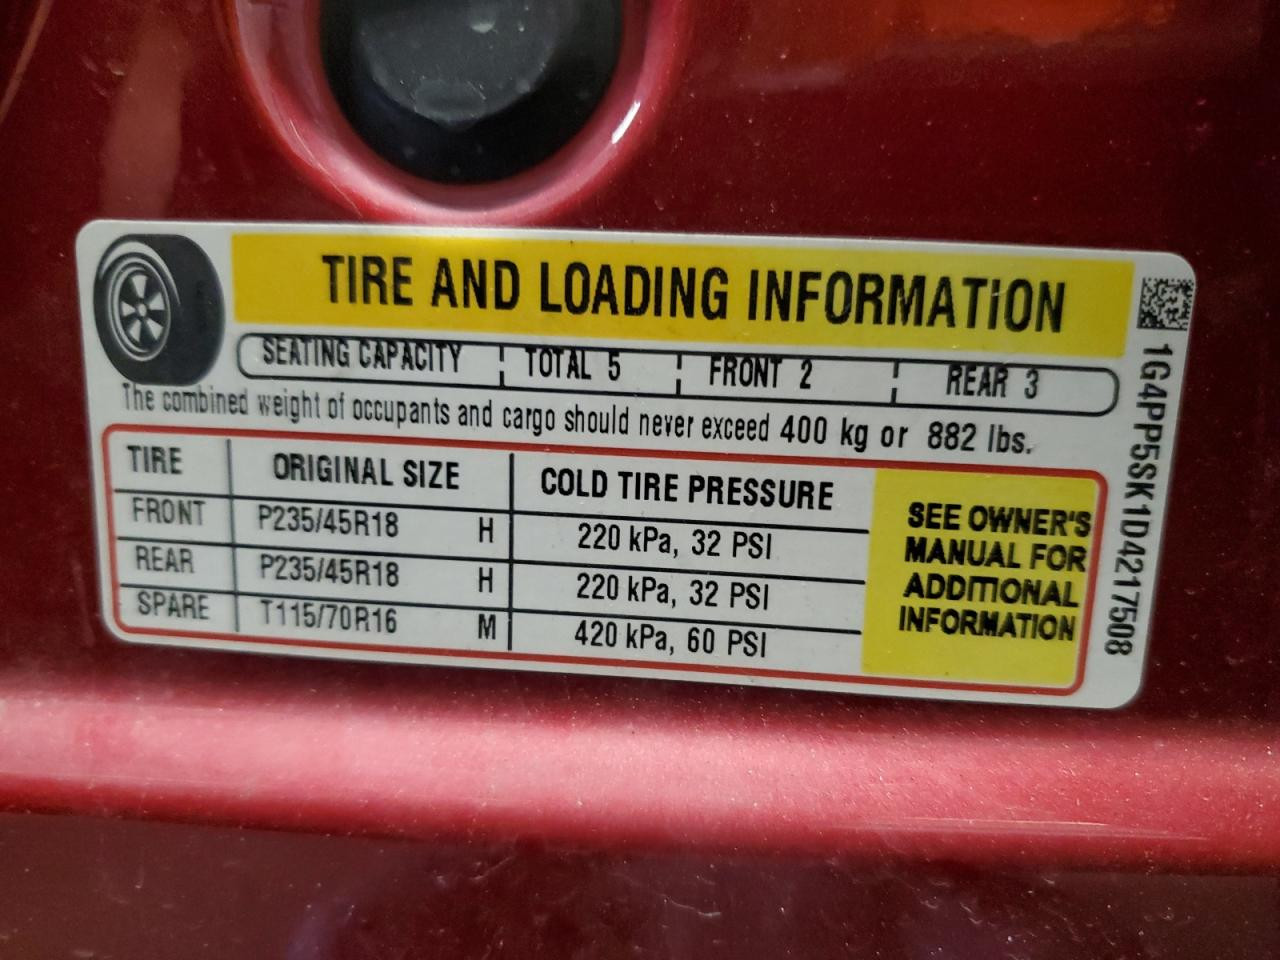 TIRE AND LOADING INFORMATION
SEATING CAPACITY TOTAL 5 FRONT 2 REAR 3
The combined weight of occupants and cargo should never exceed 400 kg or 882 lbs.
TIRE ORIGINAL SIZE COLD TIRE PRESSURE
FRONT P235/45R18 H 220 kPa, 32 PSI
REAR P235/45R18 H 220 kPa, 32 PSI
SPARE T115/70R16 M 420 kPa, 60 PSI
SEE OWNER'S
MANUAL FOR
ADDITIONAL
INFORMATION
1G4PP5SK1D4217508